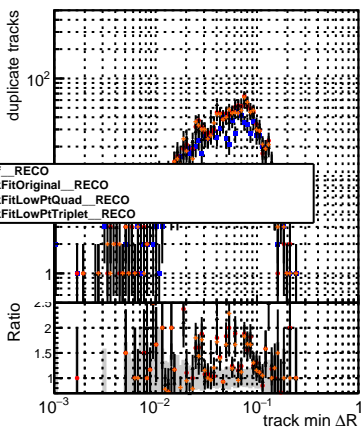 duplicate tracks
10²
__RECO
FitOriginal__RECO
FitLowPtQuad__RECO
FitLowPtTriplet__RECO
1
Ratio
2.5
2
1.5
1
10⁻³ 10⁻² 10⁻¹ 1
track min ΔR